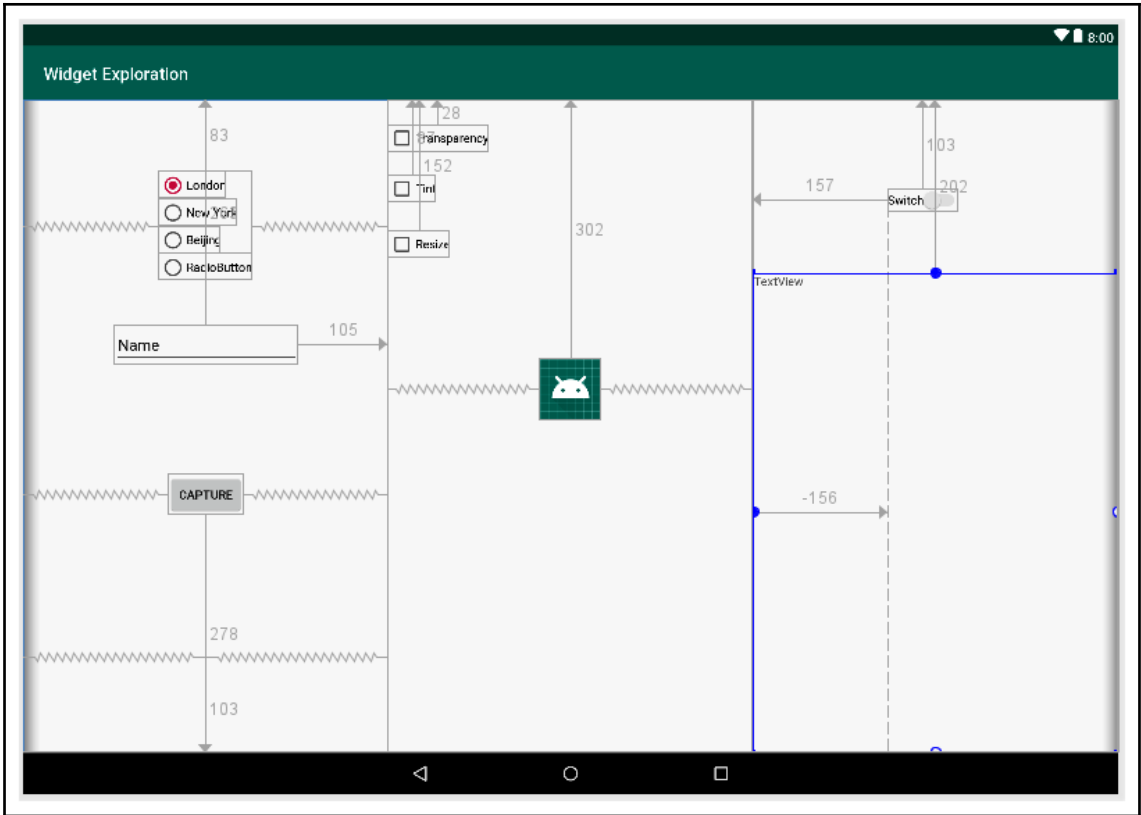 8:00
Widget Exploration
83
London
New York
Beijing
RadioButton
Name
105
CAPTURE
278
103
28
Transparency
152
Tint
Resize
302
157
103
202
Switch
TextView
-156